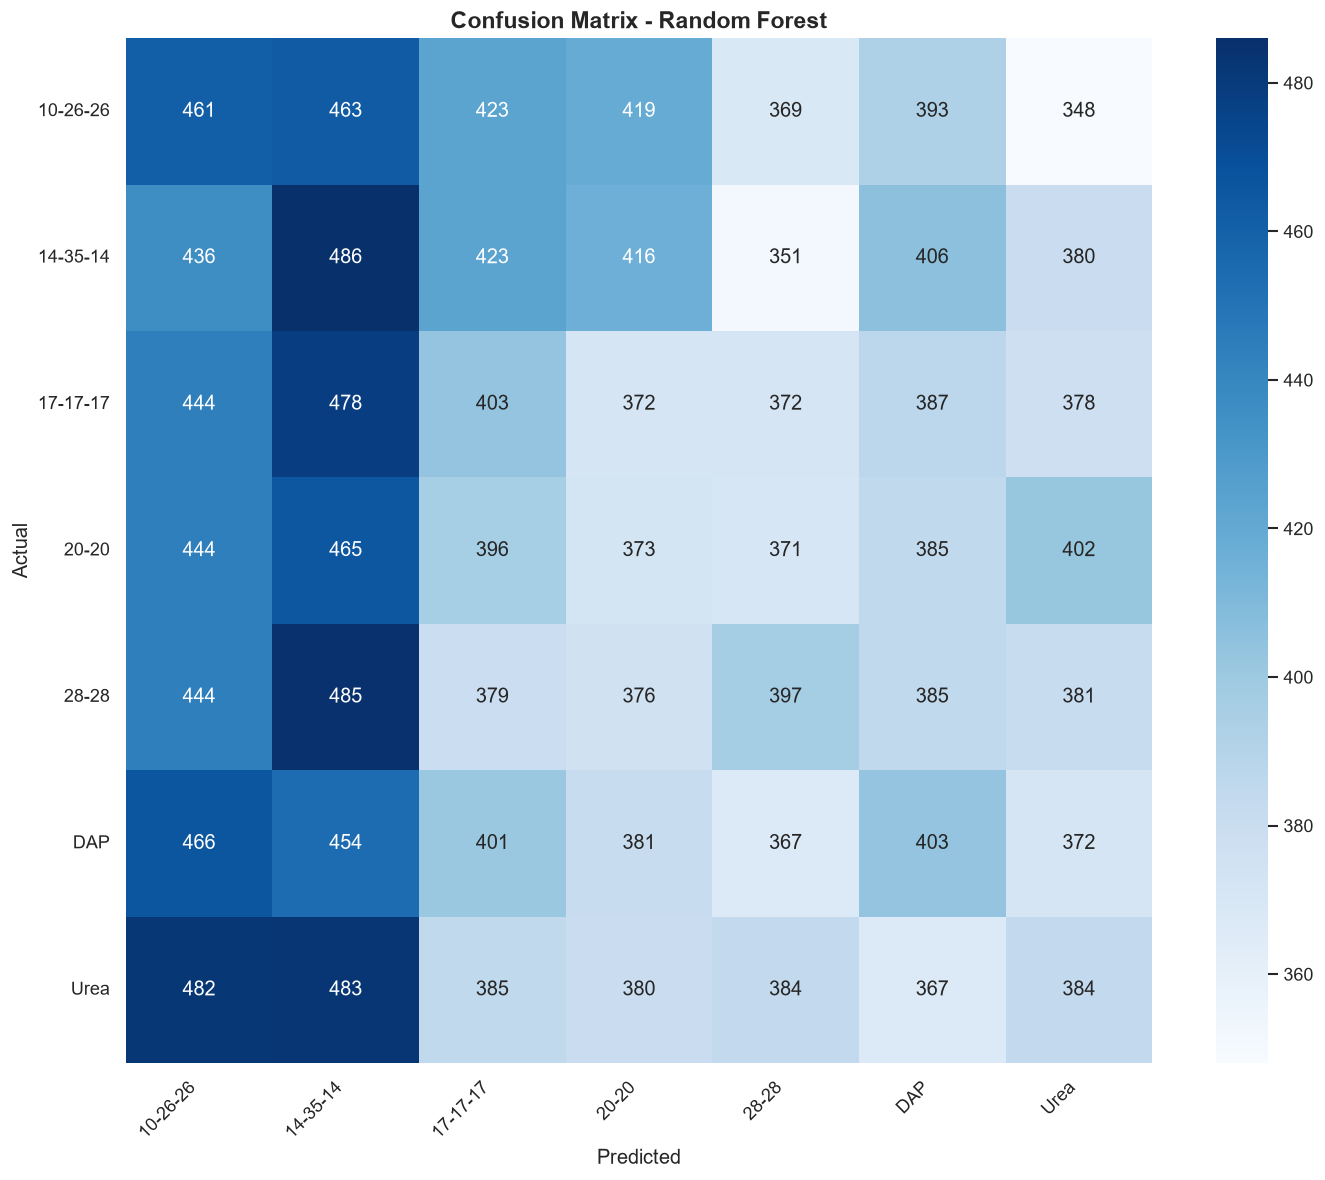 Confusion Matrix - Random Forest
10-26-26 461 463 423 419 369 393 348
14-35-14 436 486 423 416 351 406 380
17-17-17 444 478 403 372 372 387 378
20-20 444 465 396 373 371 385 402
28-28 444 485 379 376 397 385 381
DAP 466 454 401 381 367 403 372
Urea 482 483 385 380 384 367 384
Actual
10-26-26 14-35-14 17-17-17 20-20 28-28 DAP Urea
Predicted
480
460
440
420
400
380
360